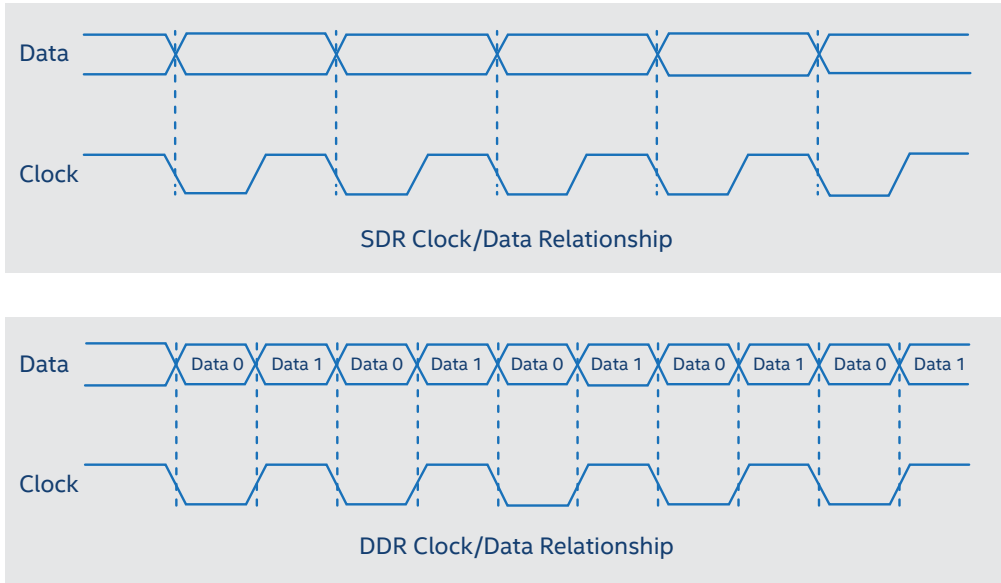 Data
Clock
SDR Clock/Data Relationship
Data
Data 0 Data 1 Data 0 Data 1 Data 0 Data 1 Data 0 Data 1 Data 0 Data 1
Clock
DDR Clock/Data Relationship